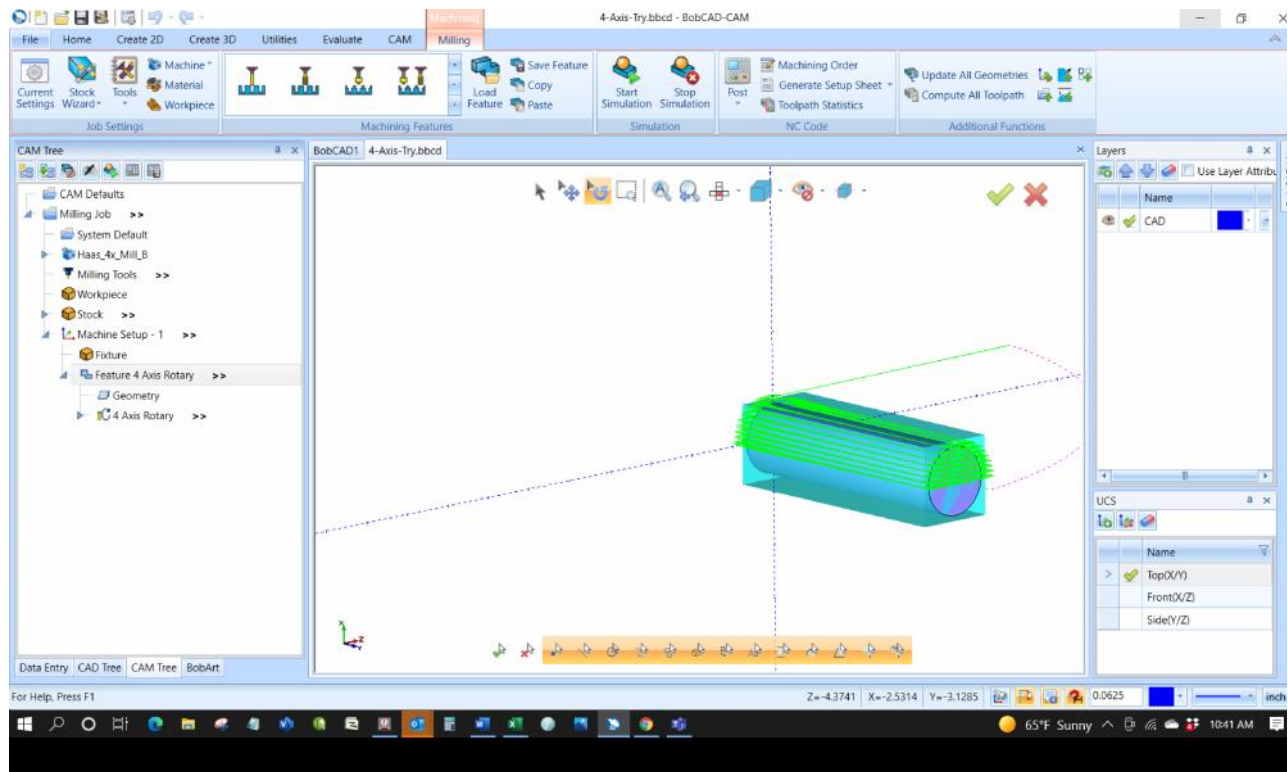 Machining
4-Axis-Try.bbcd - BobCAD-CAM
File Home Create 2D Create 3D Utilities Evaluate CAM Milling
Current Settings
Stock Wizard
Tools
Machine
Material
Workpiece
Load Feature
Save Feature
Copy
Paste
Start Simulation
Stop Simulation
Post
Machining Order
Generate Setup Sheet
Toolpath Statistics
Update All Geometries
Compute All Toolpath
Job Settings Machining Features Simulation NC Code Additional Functions
CAM Tree
BobCAD1 4-Axis-Try.bbcd
Layers
Use Layer Attribu
CAM Defaults
Milling Job >>
System Default
Haas_4x_Mill_B
Milling Tools >>
Workpiece
Stock >>
Machine Setup - 1 >>
Fixture
Feature 4 Axis Rotary >>
Geometry
4 Axis Rotary >>
Name
CAD
UCS
Name
Top(X/Y)
Front(X/Z)
Side(Y/Z)
X
Z
Data Entry CAD Tree CAM Tree BobArt
For Help, Press F1
Z=-4.3741 X=-2.5314 Y=-3.1285 0.0625 inch
65°F Sunny 10:41 AM